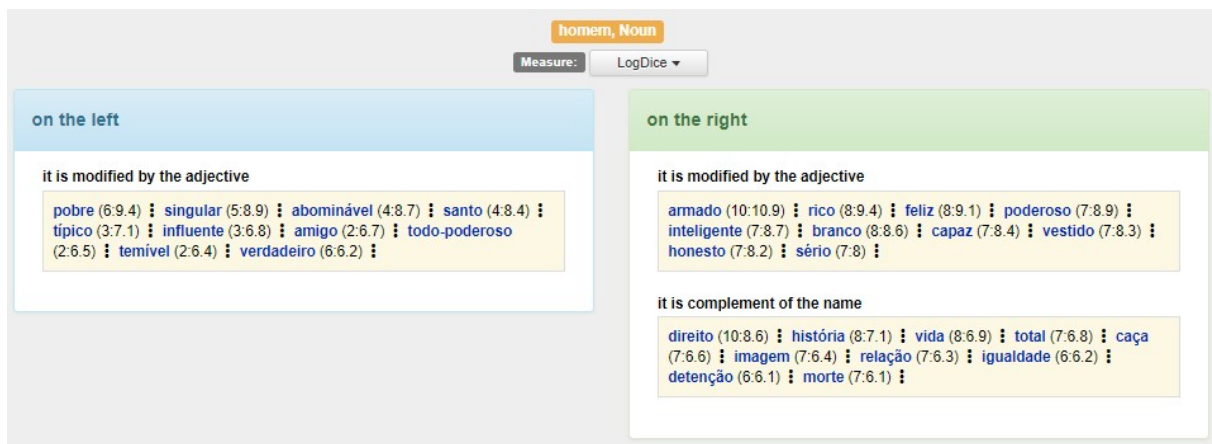 homem, Noun
Measure: LogDice
on the left
it is modified by the adjective
pobre (6:9.4) ⋮ singular (5:8.9) ⋮ abominável (4:8.7) ⋮ santo (4:8.4) ⋮
típico (3:7.1) ⋮ influente (3:6.8) ⋮ amigo (2:6.7) ⋮ todo-poderoso
(2:6.5) ⋮ temível (2:6.4) ⋮ verdadeiro (6:6.2) ⋮
on the right
it is modified by the adjective
armado (10:10.9) ⋮ rico (8:9.4) ⋮ feliz (8:9.1) ⋮ poderoso (7:8.9) ⋮
inteligente (7:8.7) ⋮ branco (8:8.6) ⋮ capaz (7:8.4) ⋮ vestido (7:8.3) ⋮
honesto (7:8.2) ⋮ sério (7:8) ⋮
it is complement of the name
direito (10:8.6) ⋮ história (8:7.1) ⋮ vida (8:6.9) ⋮ total (7:6.8) ⋮ caça
(7:6.6) ⋮ imagem (7:6.4) ⋮ relação (7:6.3) ⋮ igualdade (6:6.2) ⋮
detenção (6:6.1) ⋮ morte (7:6.1) ⋮